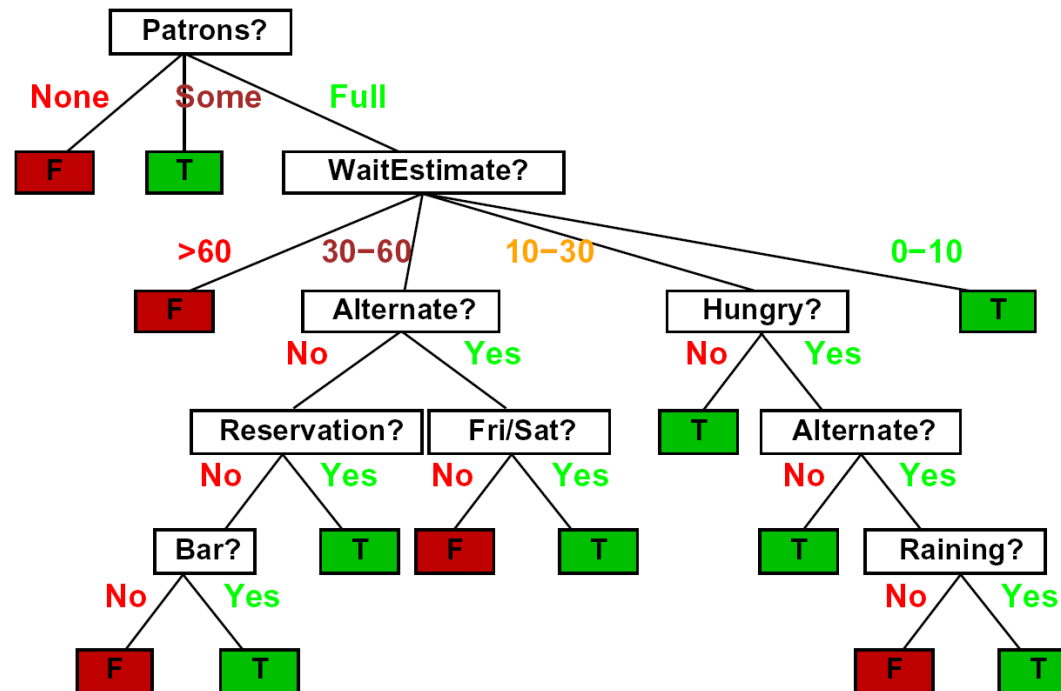 Patrons?
None Some Full
F T WaitEstimate?
>60 30−60 10−30 0−10
F Alternate? Hungry? T
No Yes No Yes
Reservation? Fri/Sat? T Alternate?
No Yes No Yes No Yes
Bar? T F T T Raining?
No Yes No Yes
F T F T